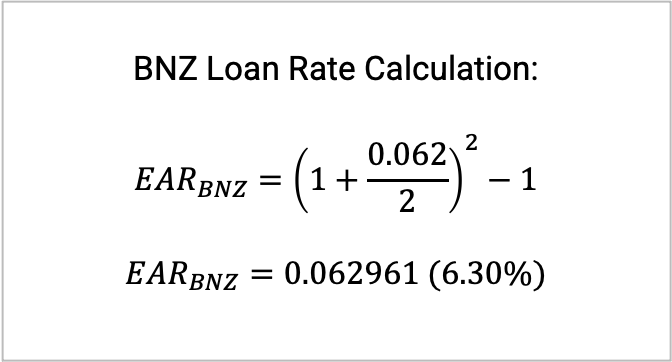 BNZ Loan Rate Calculation:
EAR_BNZ = (1 + 0.062/2)^2 − 1
EAR_BNZ = 0.062961 (6.30%)